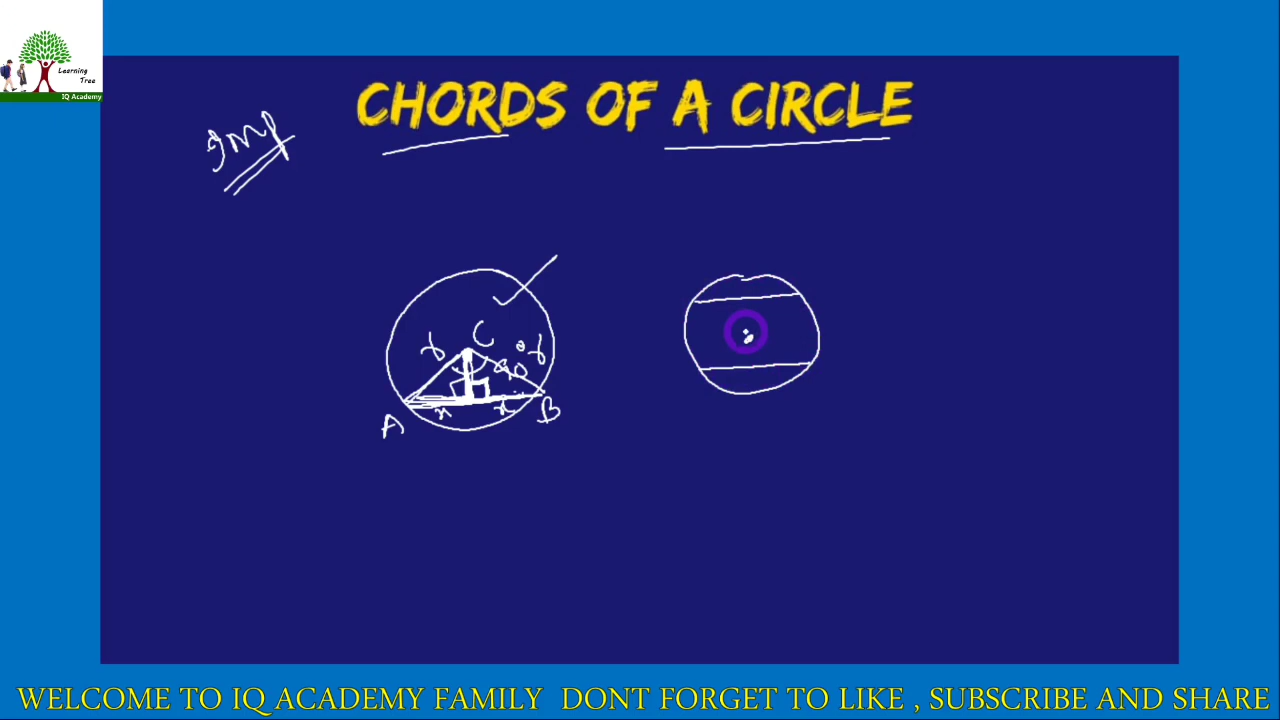 Learning
Tree
IQ Academy
CHORDS OF A CIRCLE
Imp
C
r r
90°
x x
A B
WELCOME TO IQ ACADEMY FAMILY DONT FORGET TO LIKE , SUBSCRIBE AND SHARE